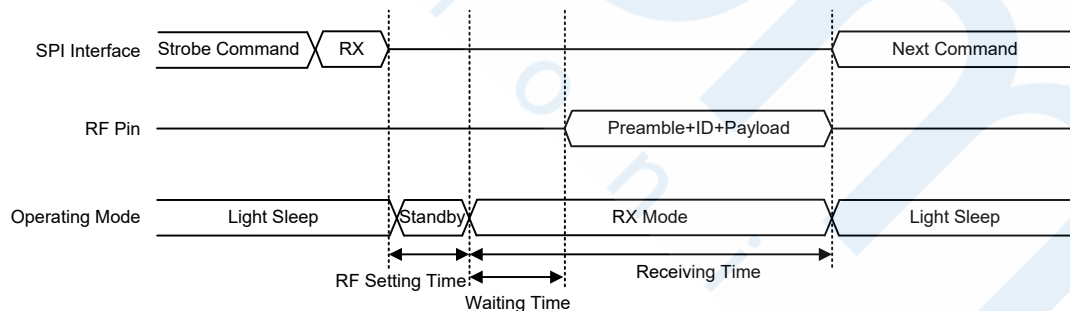 SPI Interface Strobe Command RX Next Command
RF Pin Preamble+ID+Payload
Operating Mode Light Sleep Standby RX Mode Light Sleep
RF Setting Time Receiving Time
Waiting Time